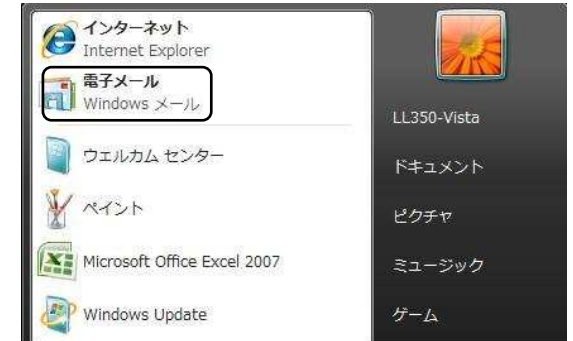 インターネット
Internet Explorer
電子メール
Windows メール
ウェルカム センター
ペイント
Microsoft Office Excel 2007
Windows Update
LL350-Vista
ドキュメント
ピクチャ
ミュージック
ゲーム